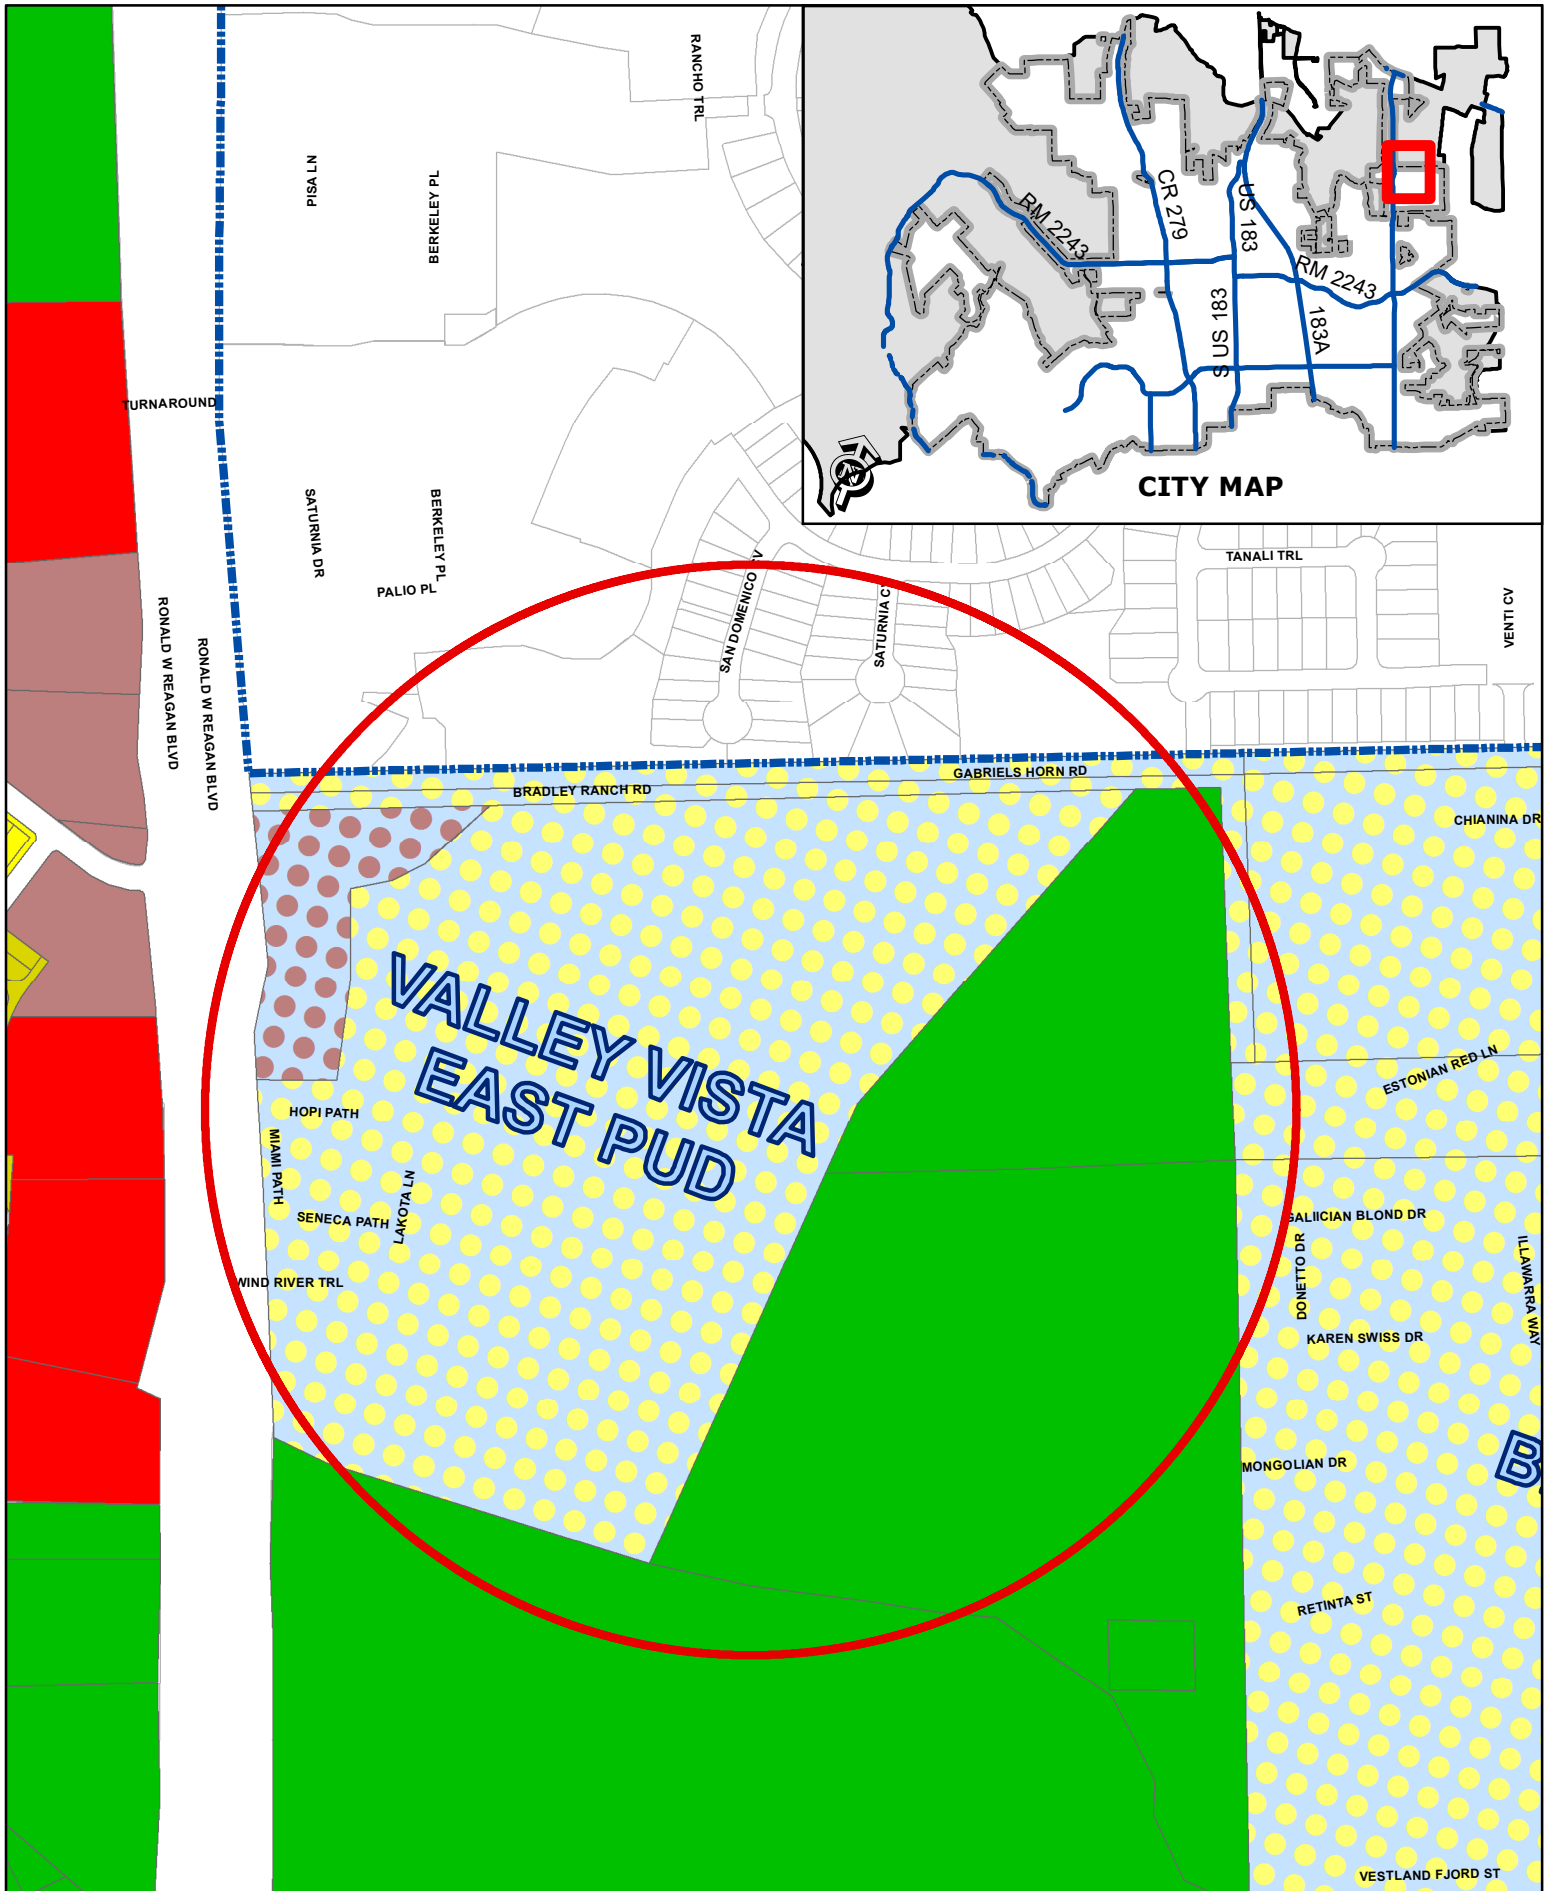 RANCHO TRL
PISA LN
BERKELEY PL
CR 279
US 183
RM 2243
RM 2243
S US 183
183A
CITY MAP
TURNAROUND
SATURNIA DR
BERKELEY PL
PALIO PL
SAN DOMENICO
SATURNIA
TANALI TRL
VENTI CV
RONALD W REAGAN BLVD
RONALD W REAGAN BLVD
GABRIELS HORN RD
BRADLEY RANCH RD
CHIANINA DR
VALLEY VISTA
EAST PUD
ESTONIAN RED LN
HOPI PATH
MIAMI PATH
LAKOTA LN
SENECA PATH
WIND RIVER TRL
GALIICIAN BLOND DR
DONETTO DR
ILLAWARRA WAY
KAREN SWISS DR
MONGOLIAN DR
RETINTA ST
VESTLAND FJORD ST